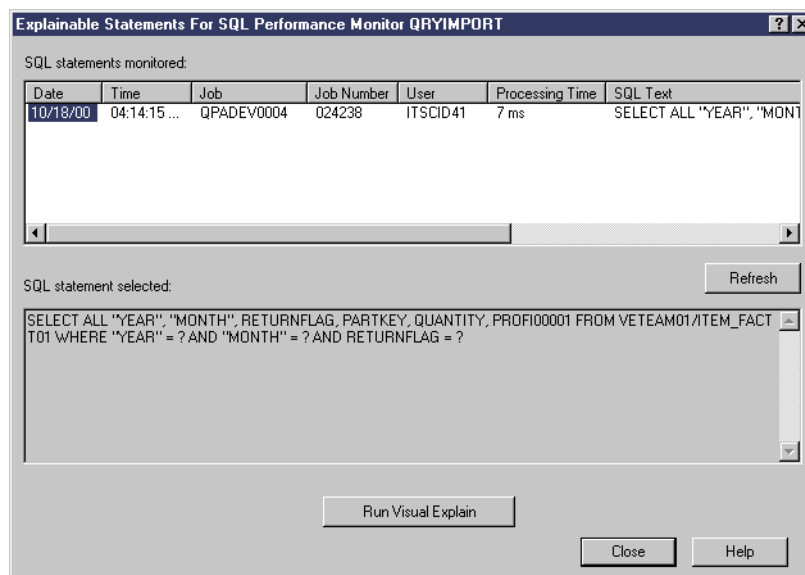 Explainable Statements For SQL Performance Monitor QRYIMPORT
SQL statements monitored:
Date Time Job Job Number User Processing Time SQL Text
10/18/00 04:14:15 ... QPADEV0004 024238 ITSCID41 7 ms SELECT ALL "YEAR", "MONT
Refresh
SQL statement selected:
SELECT ALL "YEAR", "MONTH", RETURNFLAG, PARTKEY, QUANTITY, PROFI00001 FROM VETEAM01/ITEM_FACT
T01 WHERE "YEAR" = ? AND "MONTH" = ? AND RETURNFLAG = ?
Run Visual Explain
Close Help